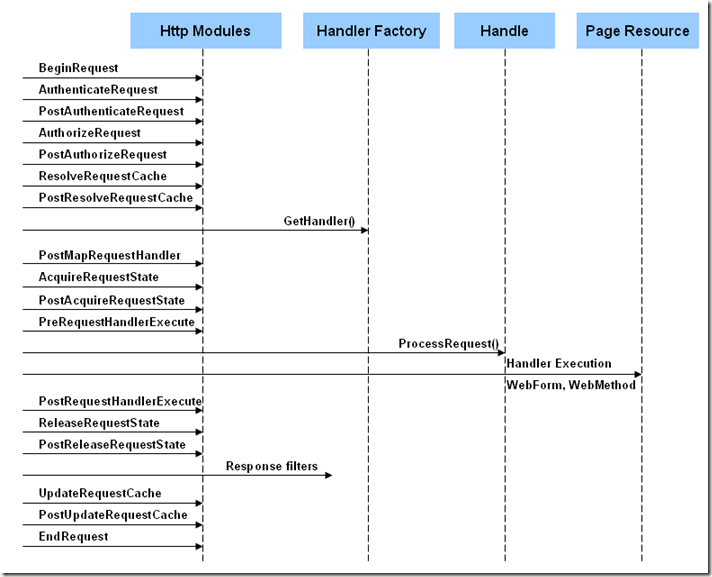 Http Modules
Handler Factory
Handle
Page Resource
BeginRequest
AuthenticateRequest
PostAuthenticateRequest
AuthorizeRequest
PostAuthorizeRequest
ResolveRequestCache
PostResolveRequestCache
GetHandler()
PostMapRequestHandler
AcquireRequestState
PostAcquireRequestState
PreRequestHandlerExecute
ProcessRequest()
Handler Execution
WebForm, WebMethod
PostRequestHandlerExecute
ReleaseRequestState
PostReleaseRequestState
Response filters
UpdateRequestCache
PostUpdateRequestCache
EndRequest